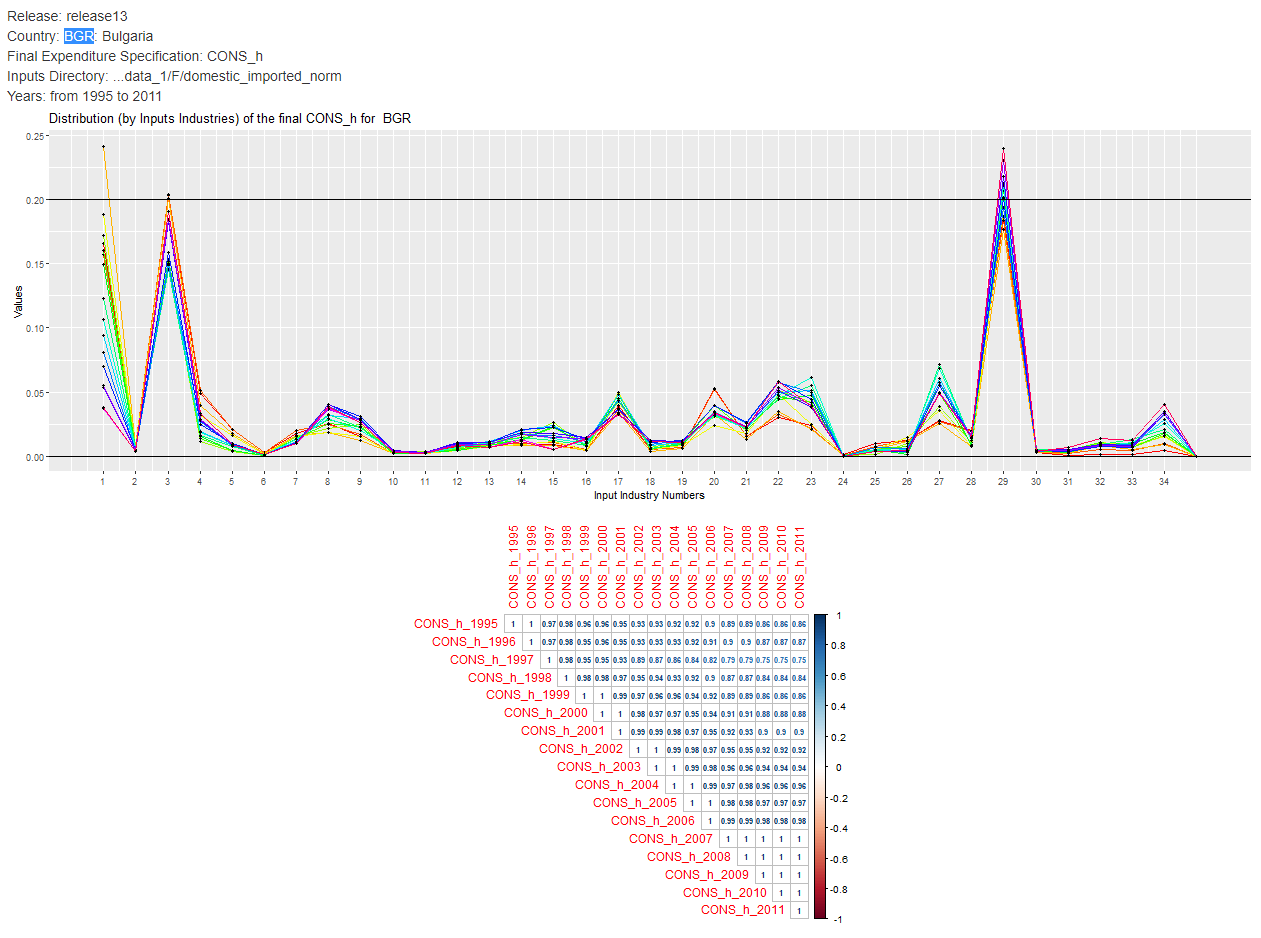 Release: release13
Country: BGR: Bulgaria
Final Expenditure Specification: CONS_h
Inputs Directory: ...data_1/F/domestic_imported_norm
Years: from 1995 to 2011
Distribution (by Inputs Industries) of the final CONS_h for  BGR
0.25
0.20
0.15
0.10
0.05
0.00
Values
1 2 3 4 5 6 7 8 9 10 11 12 13 14 15 16 17 18 19 20 21 22 23 24 25 26 27 28 29 30 31 32 33 34
Input Industry Numbers
CONS_h_1995 CONS_h_1996 CONS_h_1997 CONS_h_1998 CONS_h_1999 CONS_h_2000 CONS_h_2001 CONS_h_2002 CONS_h_2003 CONS_h_2004 CONS_h_2005 CONS_h_2006 CONS_h_2007 CONS_h_2008 CONS_h_2009 CONS_h_2010 CONS_h_2011
CONS_h_1995 1 1 0.97 0.98 0.96 0.96 0.95 0.93 0.93 0.92 0.92 0.9 0.89 0.89 0.86 0.86 0.86
CONS_h_1996 1 0.97 0.98 0.95 0.96 0.95 0.93 0.93 0.93 0.92 0.91 0.9 0.9 0.87 0.87 0.87
CONS_h_1997 1 0.98 0.95 0.95 0.93 0.89 0.87 0.86 0.84 0.82 0.79 0.79 0.75 0.75 0.75
CONS_h_1998 1 0.98 0.98 0.97 0.95 0.94 0.93 0.92 0.9 0.87 0.87 0.84 0.84 0.84
CONS_h_1999 1 1 0.99 0.97 0.96 0.96 0.94 0.92 0.89 0.89 0.86 0.86 0.86
CONS_h_2000 1 1 0.98 0.97 0.97 0.95 0.94 0.91 0.91 0.88 0.88 0.88
CONS_h_2001 1 0.99 0.99 0.98 0.97 0.95 0.92 0.93 0.9 0.9 0.9
CONS_h_2002 1 1 0.99 0.98 0.97 0.95 0.95 0.92 0.92 0.92
CONS_h_2003 1 1 0.99 0.98 0.96 0.96 0.94 0.94 0.94
CONS_h_2004 1 1 0.99 0.97 0.98 0.96 0.96 0.96
CONS_h_2005 1 1 0.98 0.98 0.97 0.97 0.97
CONS_h_2006 1 0.99 0.99 0.98 0.98 0.98
CONS_h_2007 1 1 1 1 1
CONS_h_2008 1 1 1 1
CONS_h_2009 1 1 1
CONS_h_2010 1 1
CONS_h_2011 1
1
0.8
0.6
0.4
0.2
0
-0.2
-0.4
-0.6
-0.8
-1